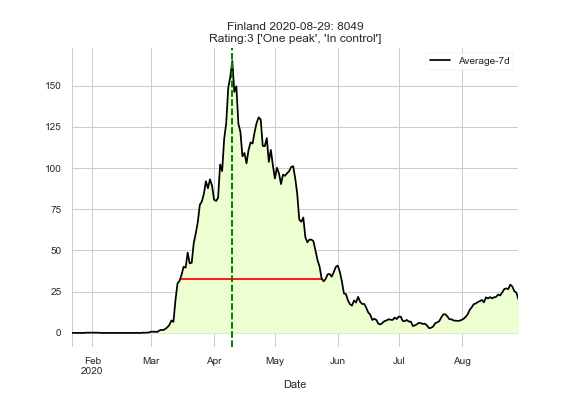 Finland 2020-08-29: 8049
Rating:3 ['One peak', 'In control']
Average-7d
150
125
100
75
50
25
0
Feb Mar Apr May Jun Jul Aug
2020
Date